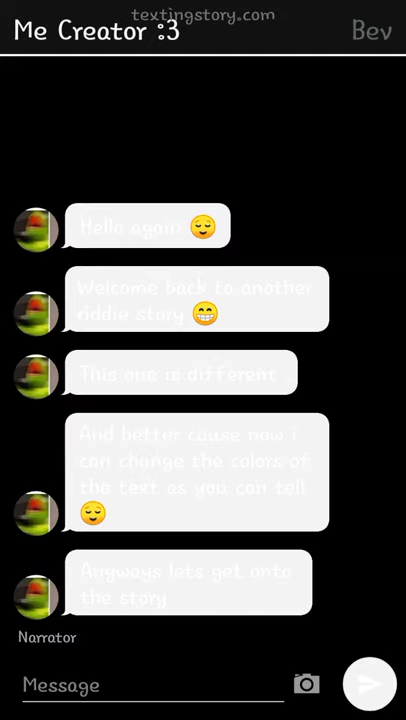 textingstory.com
Me Creator :3
Bev
Hello again 😌
Welcome back to another
riddle story 😁
This one is different
And better cause now i
can change the colors of
the text as you can tell
😌
Anyways lets get onto
the story
Narrator
Message